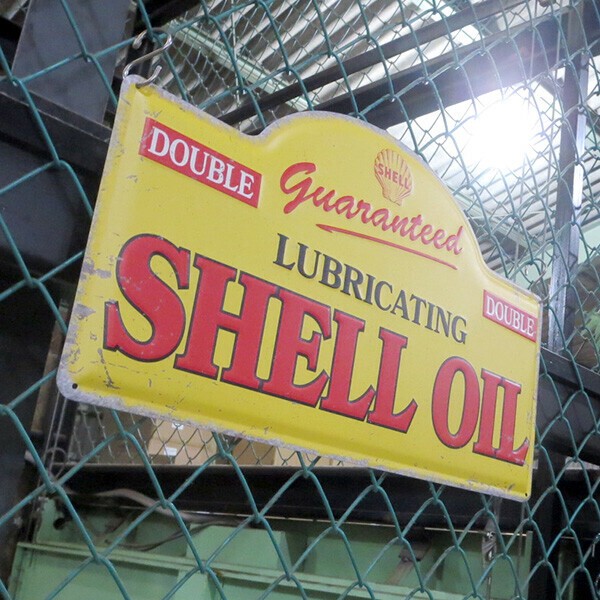 SHELL
DOUBLE Guaranteed DOUBLE
LUBRICATING
SHELL OIL